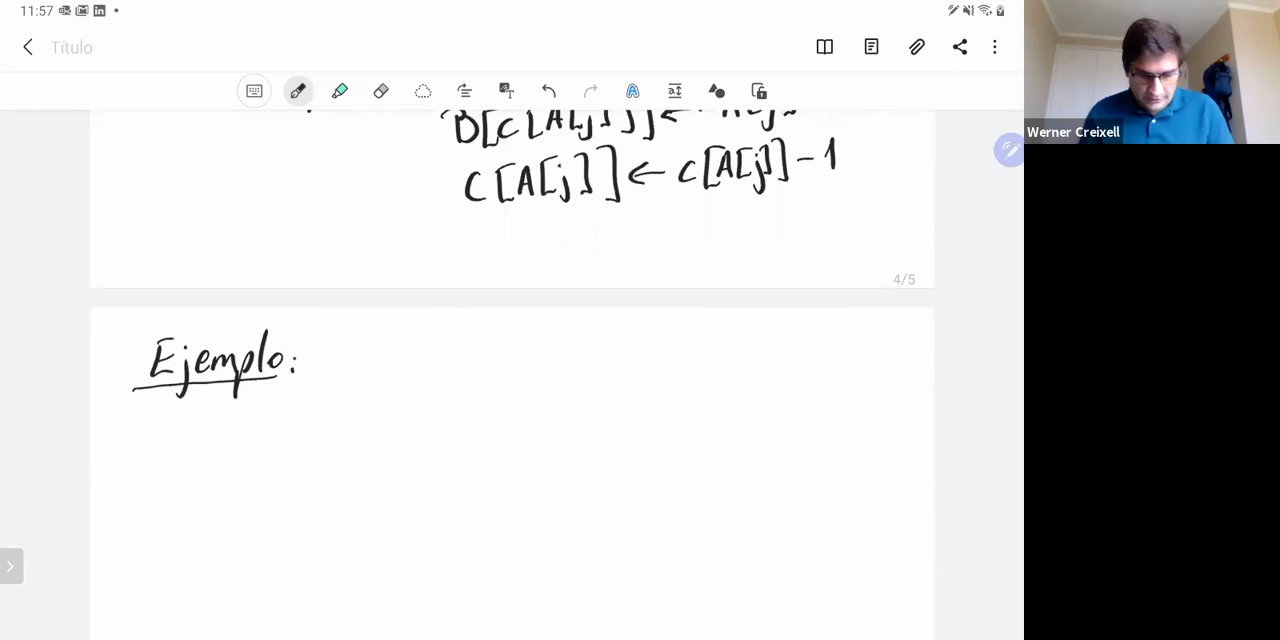 11:57
Título
B[C[A[j]]] ← A[j]
C[A[j]] ← C[A[j]] - 1
4/5
Ejemplo:
Werner Creixell